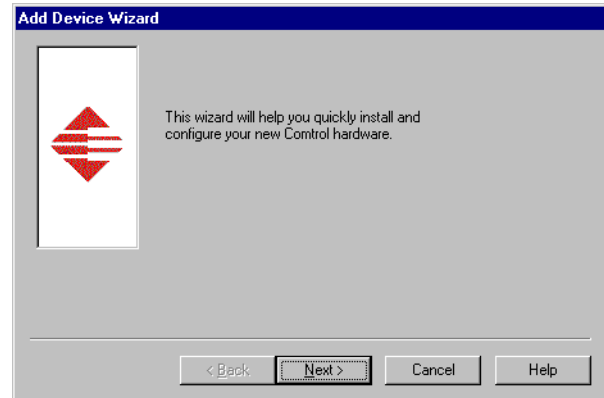 Add Device Wizard
This wizard will help you quickly install and
configure your new Comtrol hardware.
< Back
Next >
Cancel
Help